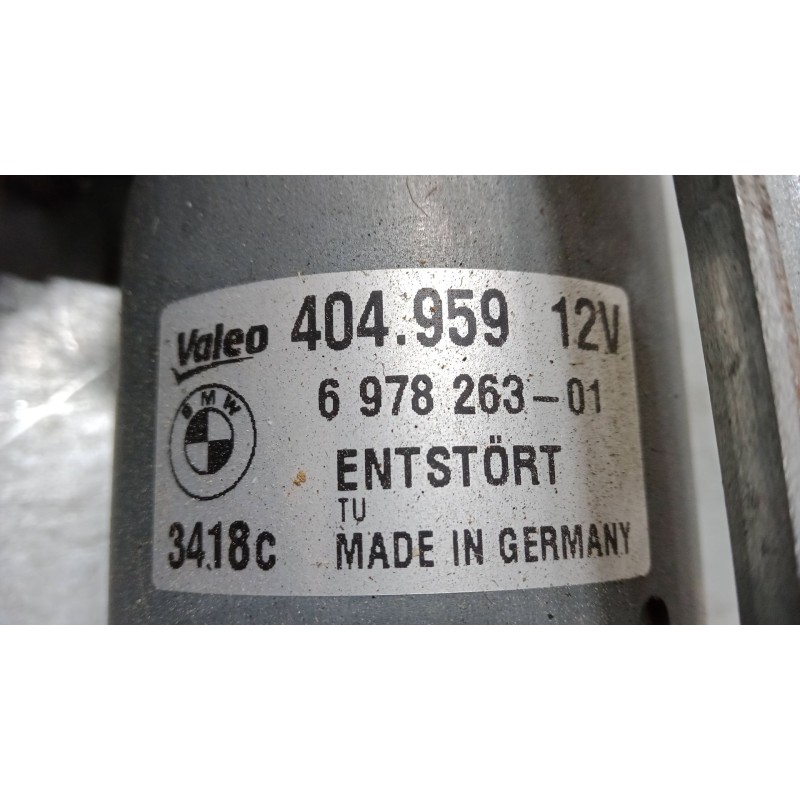 Valeo 404.959 12V
BMW 6 978 263-01
ENTSTÖRT
TU
3418c MADE IN GERMANY